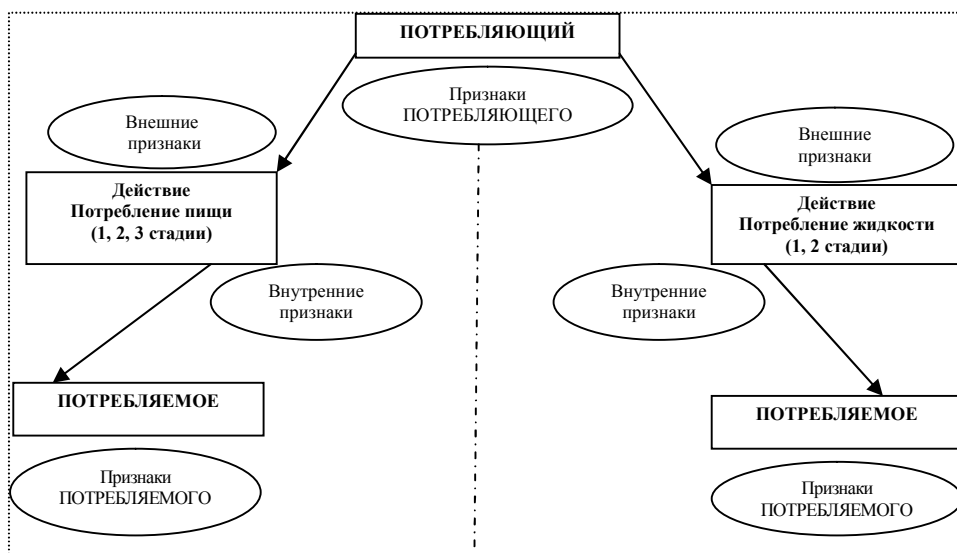 ПОТРЕБЛЯЮЩИЙ
Признаки
ПОТРЕБЛЯЮЩЕГО
Внешние
признаки
Действие
Потребление пищи
(1, 2, 3 стадии)
Внутренние
признаки
ПОТРЕБЛЯЕМОЕ
Признаки
ПОТРЕБЛЯЕМОГО
Внешние
признаки
Действие
Потребление жидкости
(1, 2 стадии)
Внутренние
признаки
ПОТРЕБЛЯЕМОЕ
Признаки
ПОТРЕБЛЯЕМОГО